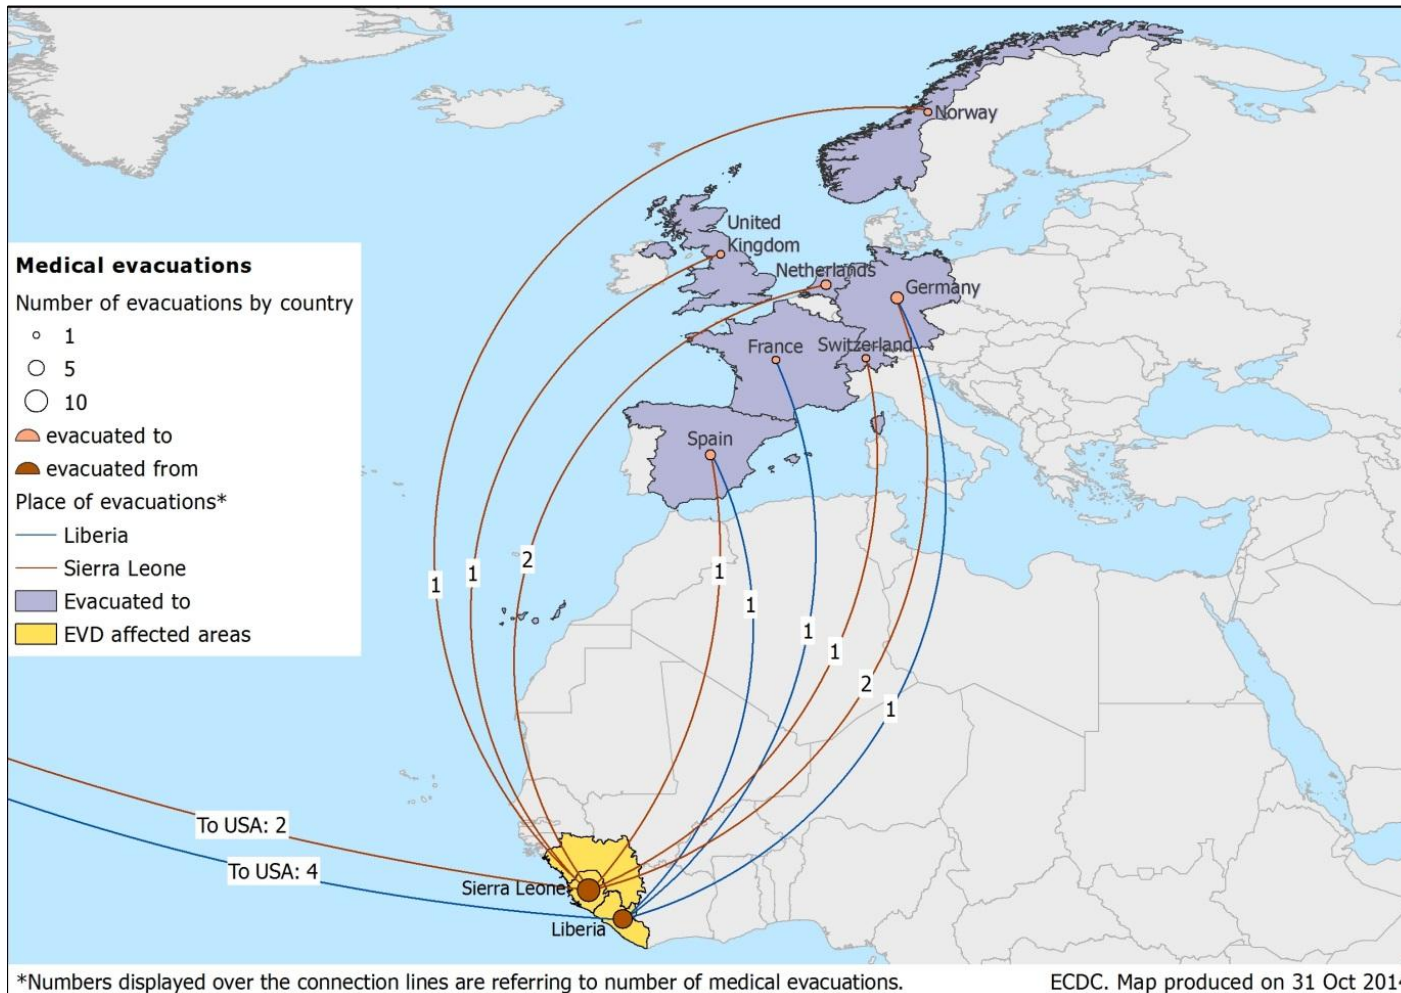 Norway
United
Kingdom
Netherlands
Germany
France
Switzerland
Spain
Medical evacuations
Number of evacuations by country
1
5
10
evacuated to
evacuated from
Place of evacuations*
Liberia
Sierra Leone
Evacuated to
EVD affected areas
1
1
2
1
1
1
1
2
1
To USA: 2
To USA: 4
Sierra Leone
Liberia
*Numbers displayed over the connection lines are referring to number of medical evacuations.
ECDC. Map produced on 31 Oct 2014